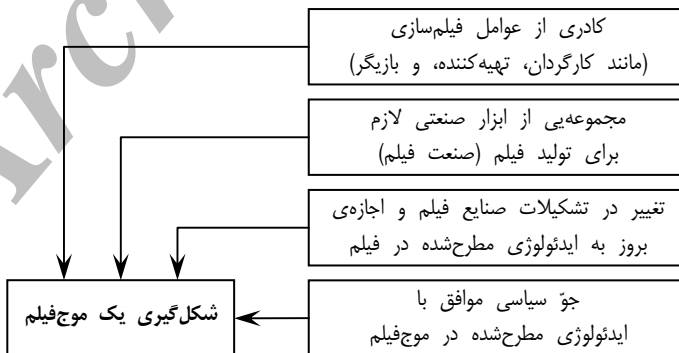 کادری از عوامل فیلم‌سازی
(مانند کارگردان، تهیه‌کننده، و بازیگر)
مجموعه‌یی از ابزار صنعتی لازم
برای تولید فیلم (صنعت فیلم)
تغییر در تشکیلات صنایع فیلم و اجازه‌ی
بروز به ایدئولوژی مطرح‌شده در فیلم
جوّ سیاسی موافق با
ایدئولوژی مطرح‌شده در موج‌فیلم
شکل‌گیری یک موج‌فیلم